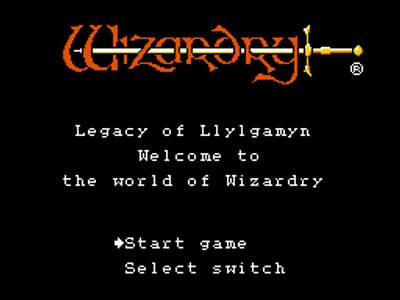 Wizardry®
Legacy of Llylgamyn
Welcome to
the world of Wizardry
Start game
Select switch